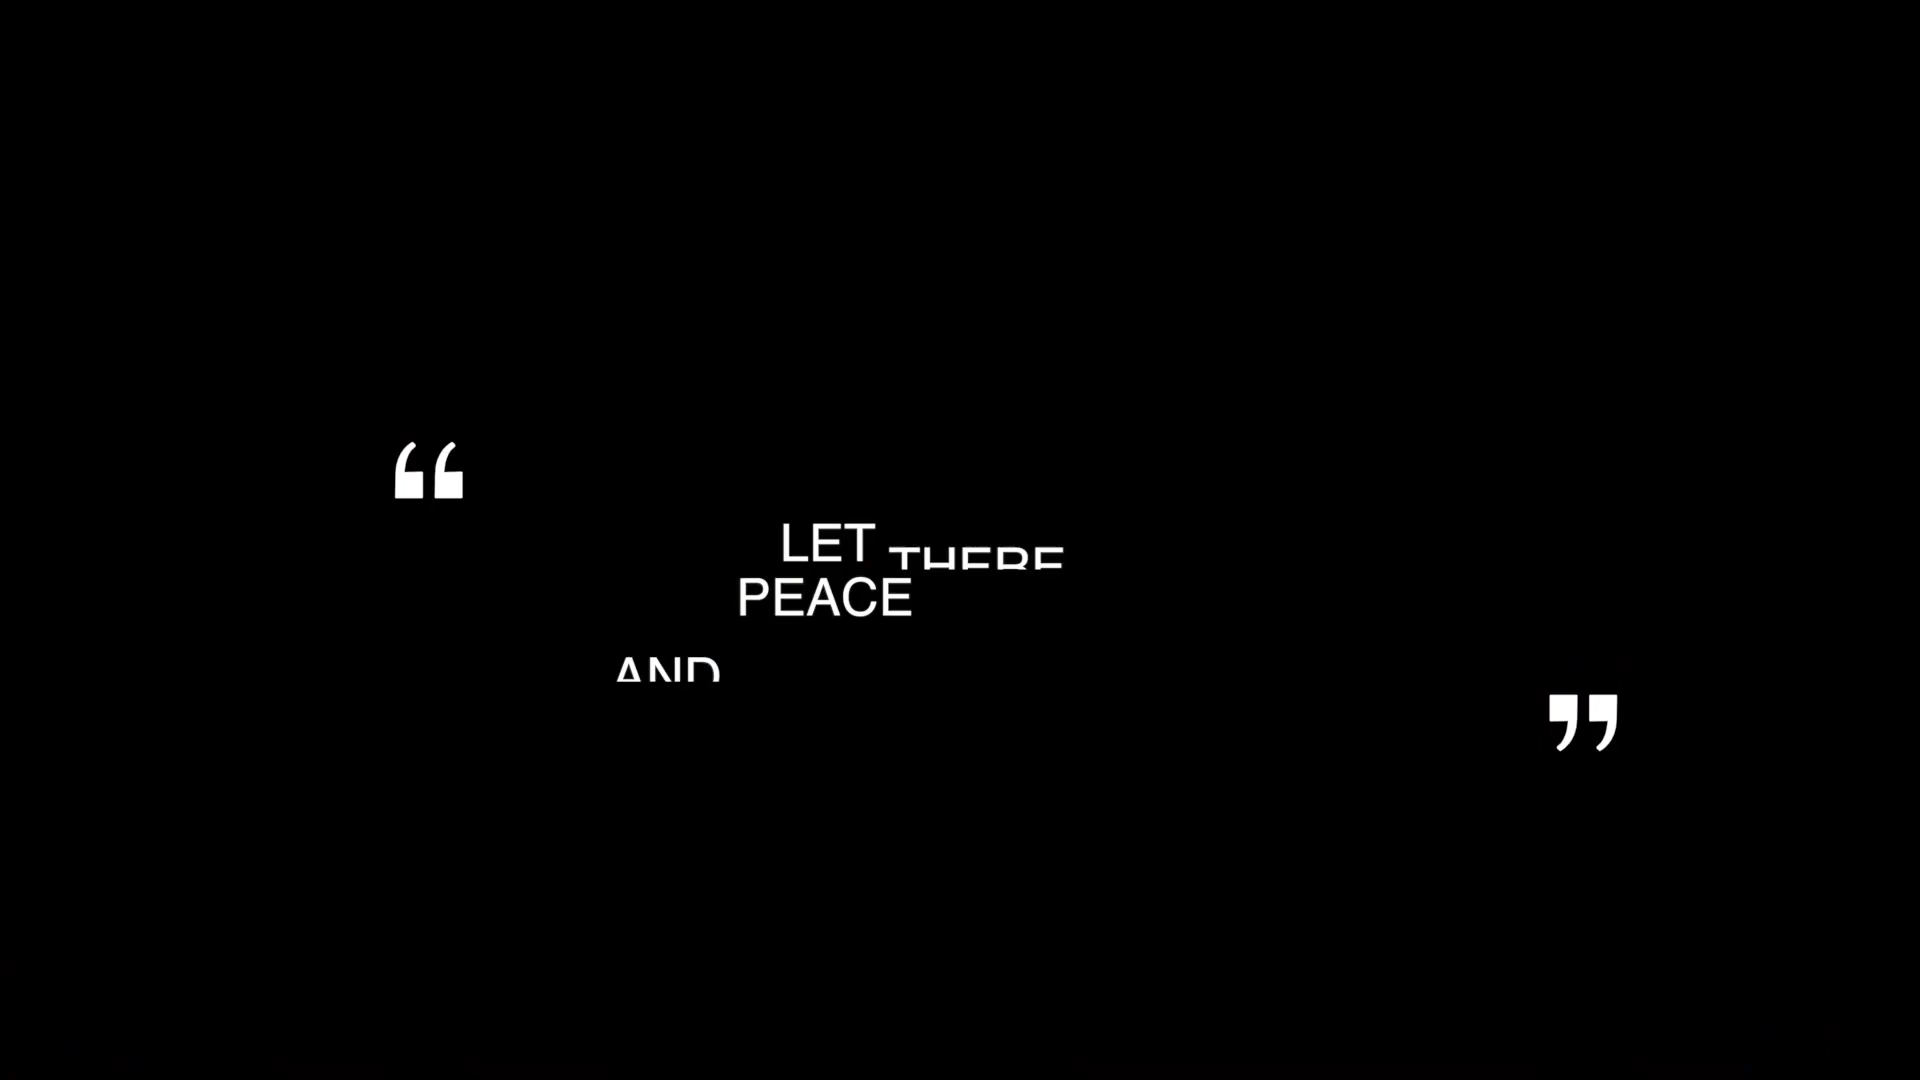 “
LET THERE
PEACE
AND
”